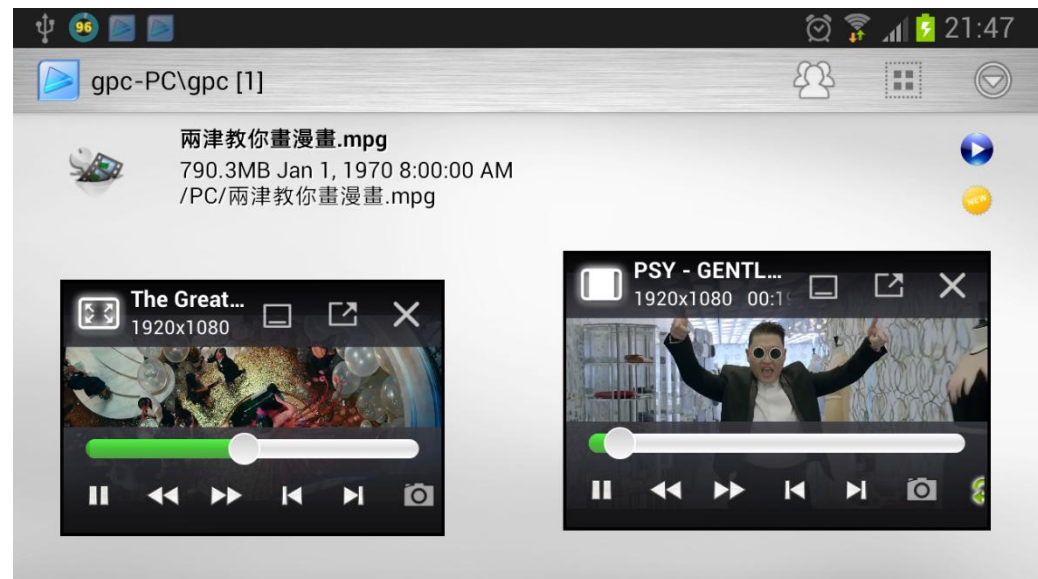 96
21:47
gpc-PC\gpc [1]
兩津教你畫漫畫.mpg
790.3MB Jan 1, 1970 8:00:00 AM
/PC/兩津教你畫漫畫.mpg
NEW
The Great...
1920x1080
PSY - GENTL...
1920x1080 00:1